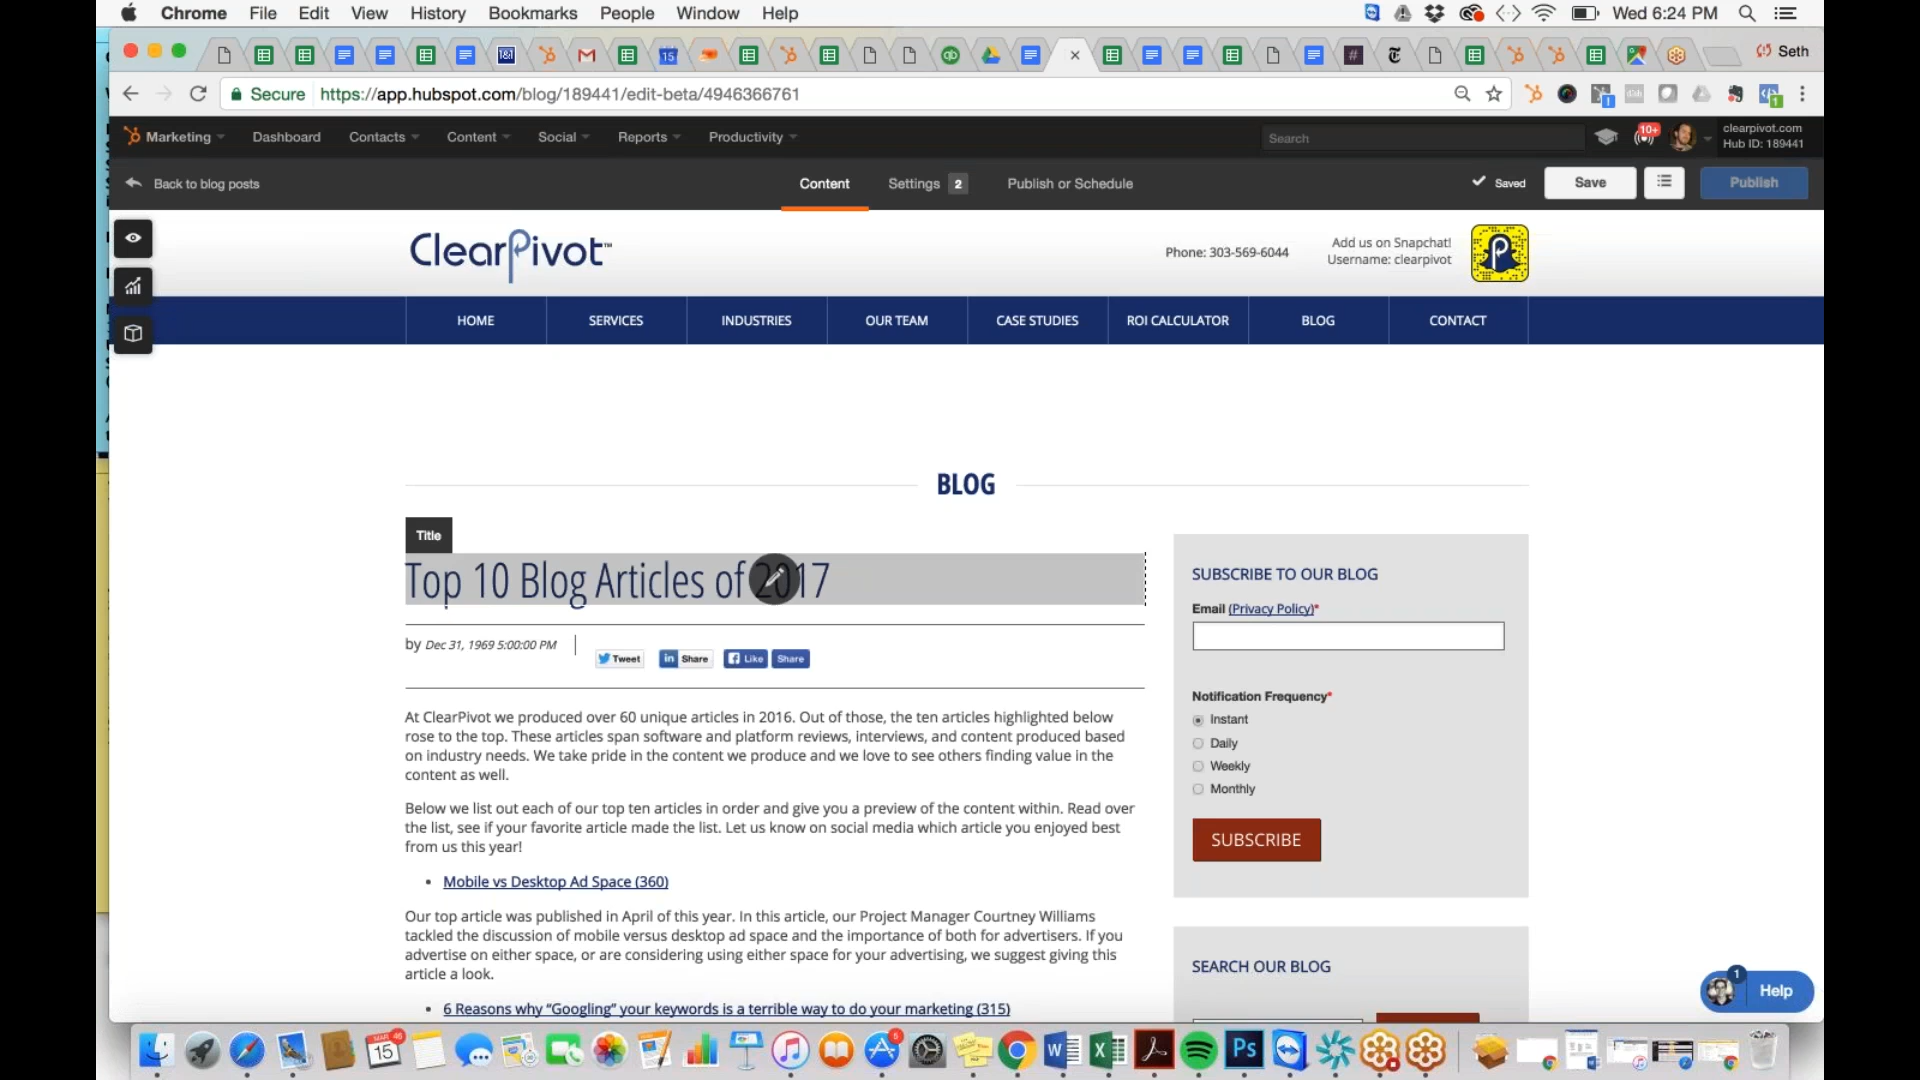 Chrome File Edit View History Bookmarks People Window Help Wed 6:24 PM
Seth
Secure https://app.hubspot.com/blog/189441/edit-beta/4946366761
Marketing Dashboard Contacts Content Social Reports Productivity Search 10+ clearpivot.com
Hub ID: 189441
Back to blog posts Content Settings 2 Publish or Schedule Saved Save Publish
ClearPivot™
Phone: 303-569-6044
Add us on Snapchat!
Username: clearpivot
HOME SERVICES INDUSTRIES OUR TEAM CASE STUDIES ROI CALCULATOR BLOG CONTACT
BLOG
Title
Top 10 Blog Articles of 2017
by Dec 31, 1969 5:00:00 PM
Tweet Share Like Share
At ClearPivot we produced over 60 unique articles in 2016. Out of those, the ten articles highlighted below
rose to the top. These articles span software and platform reviews, interviews, and content produced based
on industry needs. We take pride in the content we produce and we love to see others finding value in the
content as well.
Below we list out each of our top ten articles in order and give you a preview of the content within. Read over
the list, see if your favorite article made the list. Let us know on social media which article you enjoyed best
from us this year!
• Mobile vs Desktop Ad Space (360)
Our top article was published in April of this year. In this article, our Project Manager Courtney Williams
tackled the discussion of mobile versus desktop ad space and the importance of both for advertisers. If you
advertise on either space, or are considering using either space for your advertising, we suggest giving this
article a look.
• 6 Reasons why “Googling” your keywords is a terrible way to do your marketing (315)
SUBSCRIBE TO OUR BLOG
Email (Privacy Policy)*
Notification Frequency*
Instant
Daily
Weekly
Monthly
SUBSCRIBE
SEARCH OUR BLOG
1
Help
MAR
15